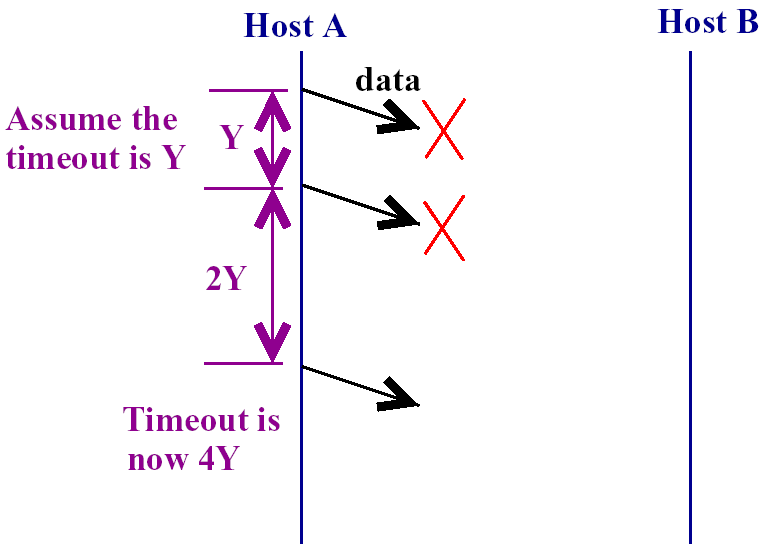 Host A
Host B
data
Assume the
timeout is Y
Y
2Y
Timeout is
now 4Y